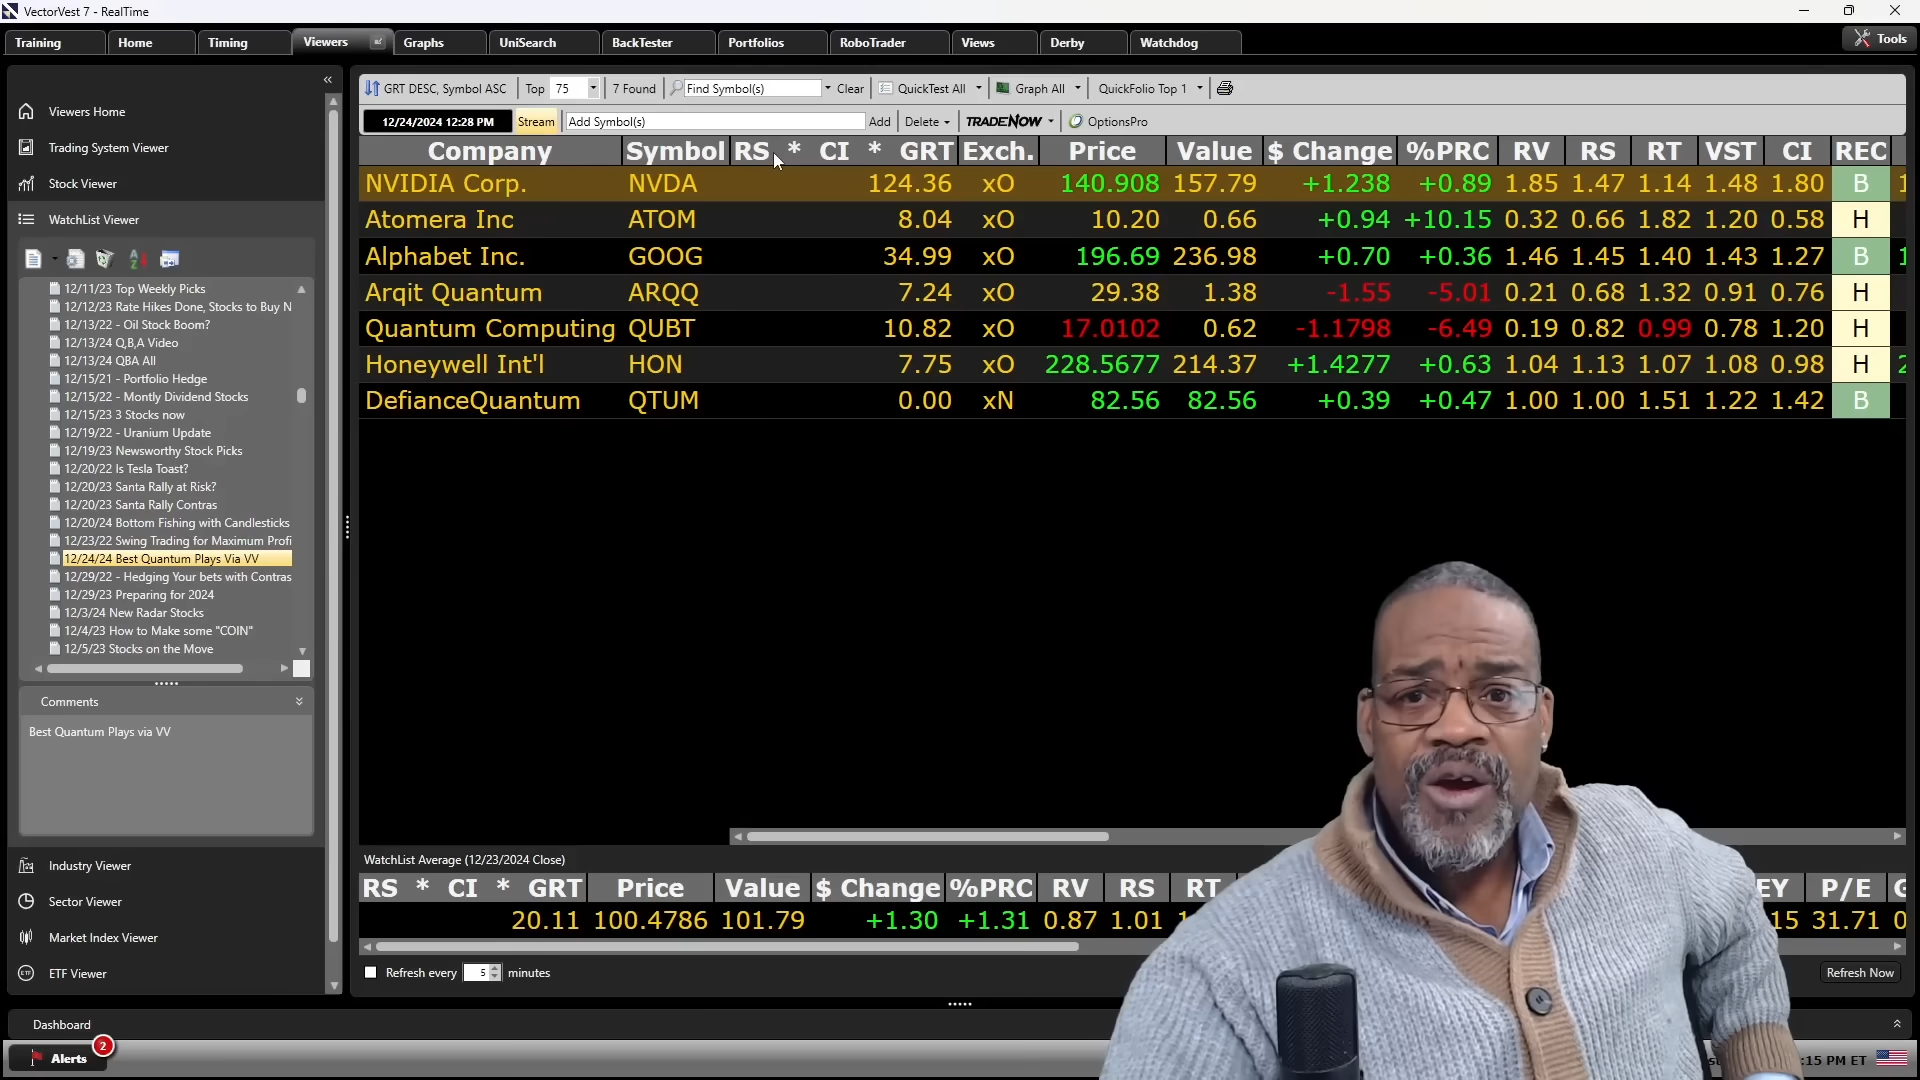 VectorVest 7 - RealTime
Training Home Timing Viewers Graphs UniSearch BackTester Portfolios RoboTrader Views Derby Watchdog Tools
Viewers Home
Trading System Viewer
Stock Viewer
WatchList Viewer
12/11/23 Top Weekly Picks
12/12/23 Rate Hikes Done, Stocks to Buy N
12/13/22 - Oil Stock Boom?
12/13/24 Q,B,A Video
12/13/24 QBA All
12/15/21 - Portfolio Hedge
12/15/22 - Montly Dividend Stocks
12/15/23 3 Stocks now
12/19/22 - Uranium Update
12/19/23 Newsworthy Stock Picks
12/20/22 Is Tesla Toast?
12/20/23 Santa Rally at Risk?
12/20/23 Santa Rally Contras
12/20/24 Bottom Fishing with Candlesticks
12/23/22 Swing Trading for Maximum Profi
12/24/24 Best Quantum Plays Via VV
12/29/22 - Hedging Your bets with Contras
12/29/23 Preparing for 2024
12/3/24 New Radar Stocks
12/4/23 How to Make some "COIN"
12/5/23 Stocks on the Move
Comments
Best Quantum Plays via VV
Industry Viewer
Sector Viewer
Market Index Viewer
ETF Viewer
GRT DESC, Symbol ASC Top 75 7 Found Find Symbol(s) Clear QuickTest All Graph All QuickFolio Top 1
12/24/2024 12:28 PM Stream Add Symbol(s) Add Delete TRADENOW OptionsPro
Company Symbol RS * CI * GRT Exch. Price Value $ Change %PRC RV RS RT VST CI REC
NVIDIA Corp. NVDA 124.36 xO 140.908 157.79 +1.238 +0.89 1.85 1.47 1.14 1.48 1.80 B
Atomera Inc ATOM 8.04 xO 10.20 0.66 +0.94 +10.15 0.32 0.66 1.82 1.20 0.58 H
Alphabet Inc. GOOG 34.99 xO 196.69 236.98 +0.70 +0.36 1.46 1.45 1.40 1.43 1.27 B
Arqit Quantum ARQQ 7.24 xO 29.38 1.38 -1.55 -5.01 0.21 0.68 1.32 0.91 0.76 H
Quantum Computing QUBT 10.82 xO 17.0102 0.62 -1.1798 -6.49 0.19 0.82 0.99 0.78 1.20 H
Honeywell Int'l HON 7.75 xO 228.5677 214.37 +1.4277 +0.63 1.04 1.13 1.07 1.08 0.98 H
DefianceQuantum QTUM 0.00 xN 82.56 82.56 +0.39 +0.47 1.00 1.00 1.51 1.22 1.42 B
WatchList Average (12/23/2024 Close)
RS * CI * GRT Price Value $ Change %PRC RV RS RT EY P/E
20.11 100.4786 101.79 +1.30 +1.31 0.87 1.01 15 31.71
Refresh every 5 minutes Refresh Now
Dashboard
Alerts 2
:15 PM ET